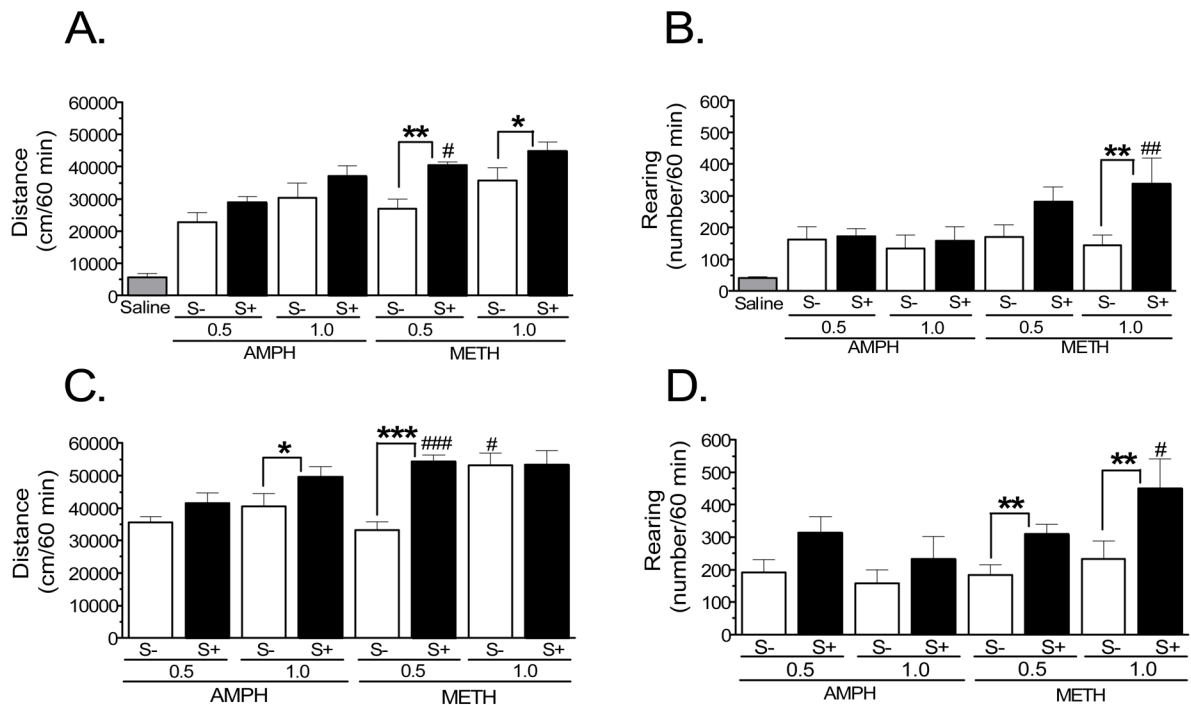 A.
Distance
(cm/60 min)
60000
50000
40000
30000
20000
10000
0
** # *
Saline S- S+ S- S+ S- S+ S- S+
0.5 1.0 0.5 1.0
AMPH METH
B.
Rearing
(number/60 min)
600
500
400
300
200
100
0
** ##
Saline S- S+ S- S+ S- S+ S- S+
0.5 1.0 0.5 1.0
AMPH METH
C.
Distance
(cm/60 min)
60000
50000
40000
30000
20000
10000
0
* *** ### #
S- S+ S- S+ S- S+ S- S+
0.5 1.0 0.5 1.0
AMPH METH
D.
Rearing
(number/60 min)
600
500
400
300
200
100
0
** ** #
S- S+ S- S+ S- S+ S- S+
0.5 1.0 0.5 1.0
AMPH METH